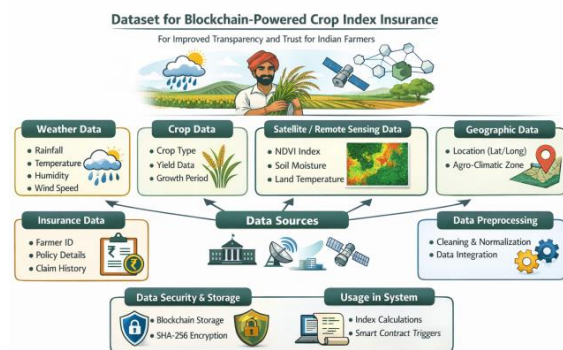 Dataset for Blockchain-Powered Crop Index Insurance
For Improved Transparency and Trust for Indian Farmers
Weather Data
• Rainfall
• Temperature
• Humidity
• Wind Speed
Crop Data
• Crop Type
• Yield Data
• Growth Period
Satellite / Remote Sensing Data
• NDVI Index
• Soil Moisture
• Land Temperature
Geographic Data
• Location (Lat/Long)
• Agro-Climatic Zone
Insurance Data
• Farmer ID
• Policy Details
• Claim History
₹
₹
Data Sources
Data Preprocessing
• Cleaning & Normalization
• Data Integration
Data Security & Storage
• Blockchain Storage
• SHA-256 Encryption
Usage in System
• Index Calculations
• Smart Contract Triggers